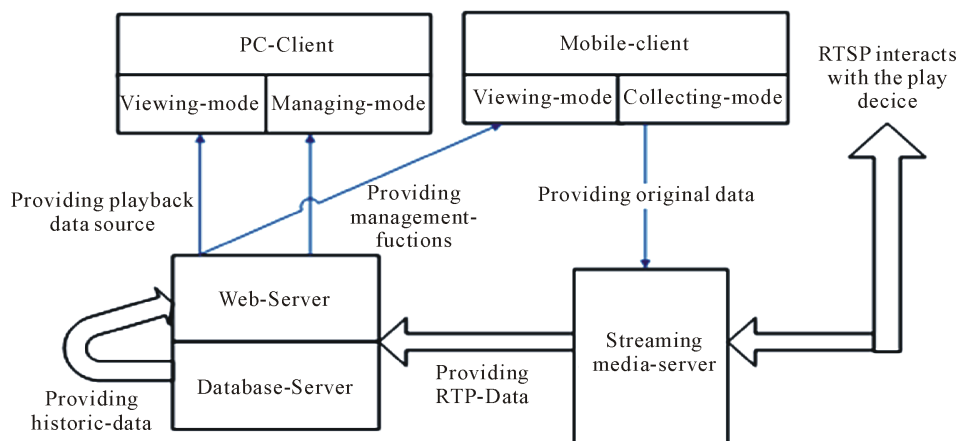 PC-Client
Viewing-mode
Managing-mode
Mobile-client
Viewing-mode
Collecting-mode
RTSP interacts
with the play
decice
Providing playback
data source
Providing
management-
fuctions
Providing original data
Web-Server
Database-Server
Providing
historic-data
Providing
RTP-Data
Streaming
media-server